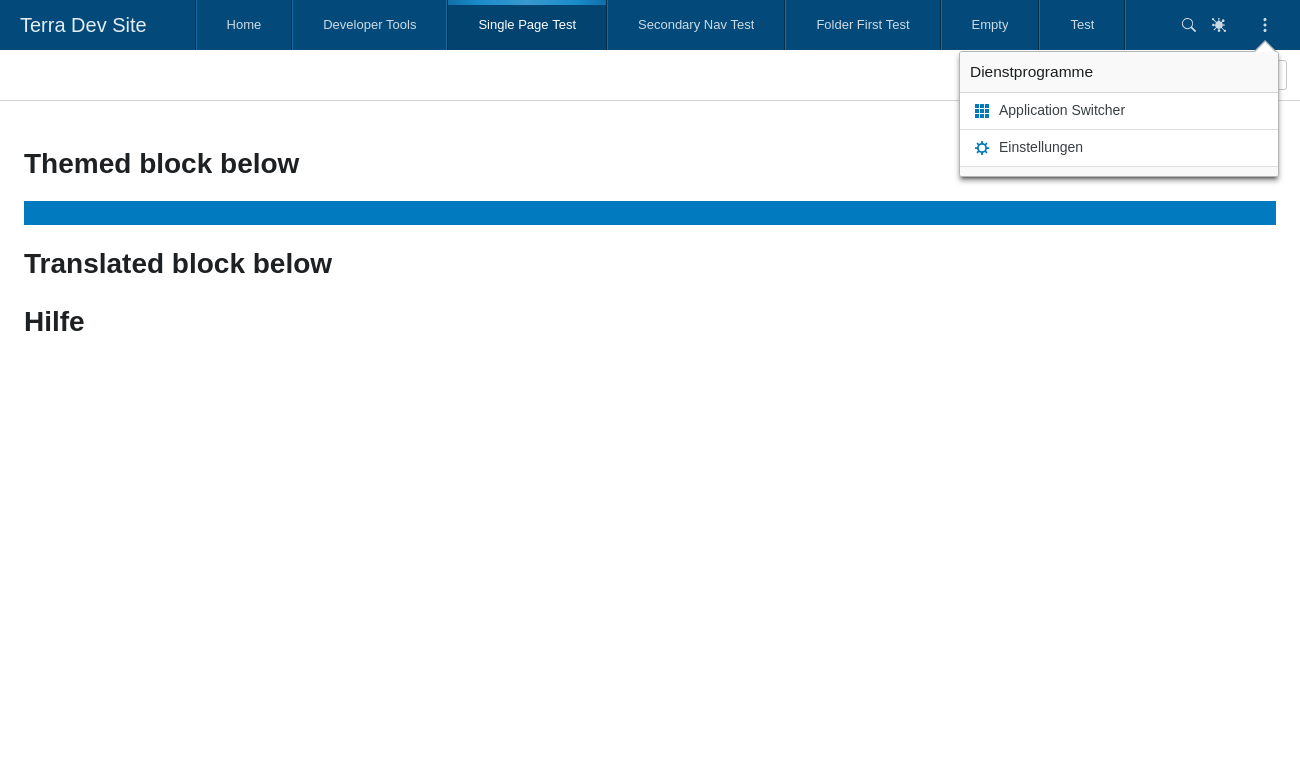 Terra Dev Site
Home
Developer Tools
Single Page Test
Secondary Nav Test
Folder First Test
Empty
Test
Dienstprogramme
Application Switcher
Einstellungen
Themed block below
Translated block below
Hilfe